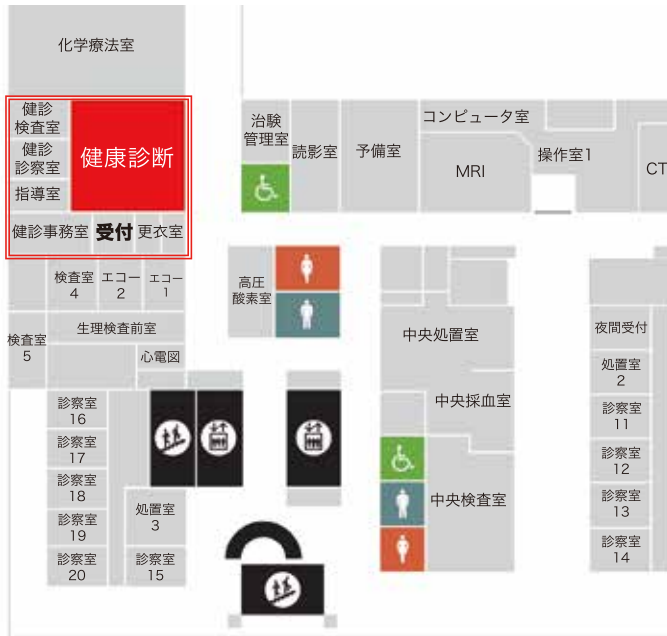 化学療法室
健診
検査室
健診
診察室
指導室
健康診断
健診事務室
受付
更衣室
治験
管理室
読影室
予備室
コンピュータ室
MRI
操作室1
CT
検査室
4
エコー
2
エコー
1
高圧
酸素室
検査室
5
生理検査前室
心電図
中央処置室
中央採血室
中央検査室
夜間受付
処置室
2
診察室
11
診察室
12
診察室
13
診察室
14
診察室
16
診察室
17
診察室
18
診察室
19
診察室
20
処置室
3
診察室
15